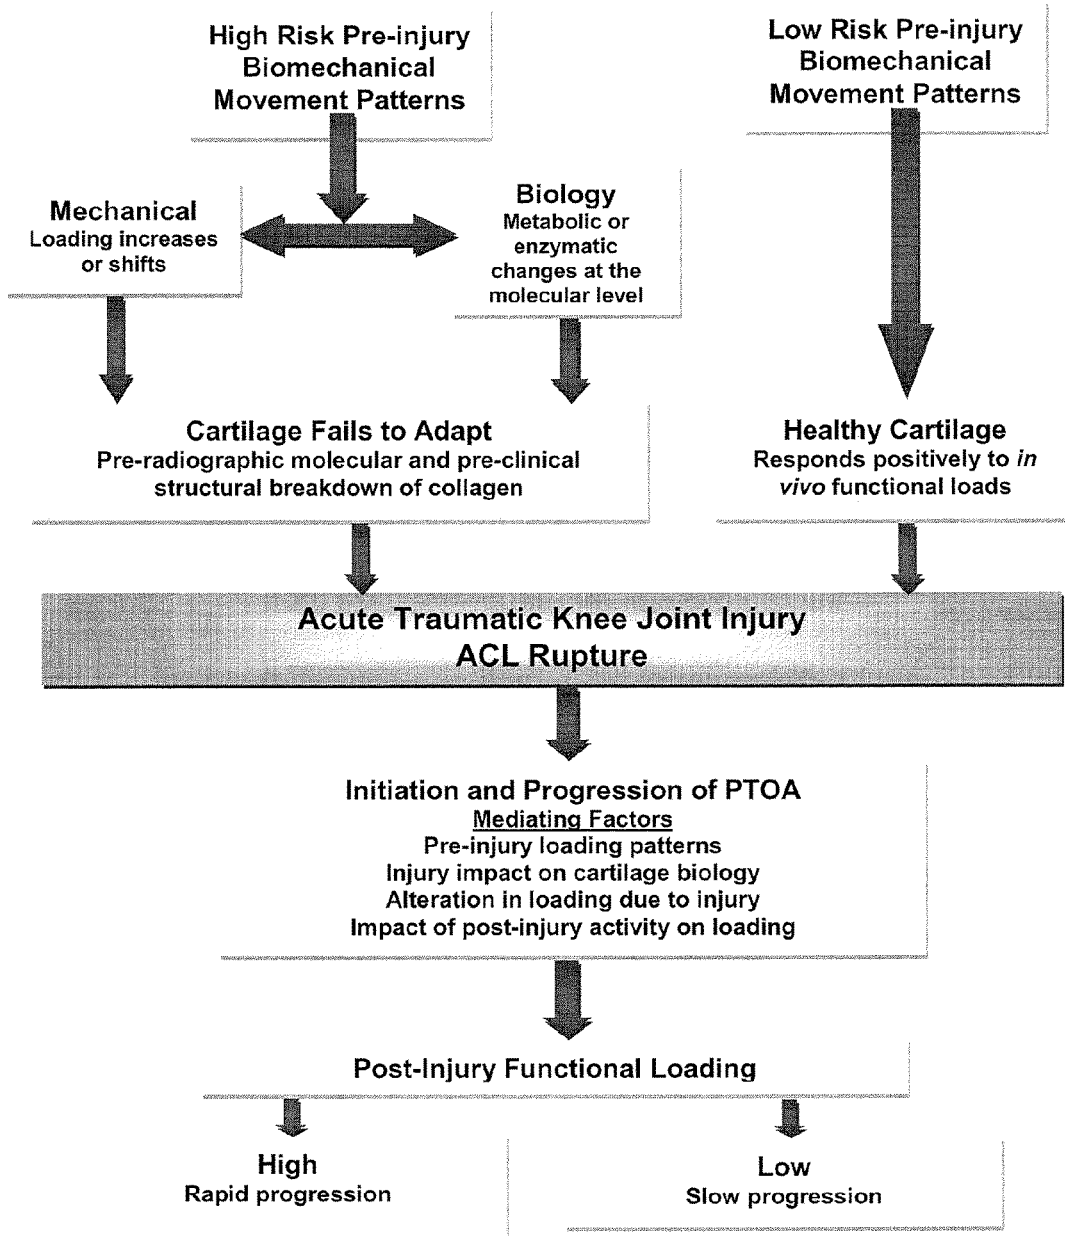 High Risk Pre-injury
Biomechanical
Movement Patterns
Low Risk Pre-injury
Biomechanical
Movement Patterns
Mechanical
Loading increases
or shifts
Biology
Metabolic or
enzymatic
changes at the
molecular level
Cartilage Fails to Adapt
Pre-radiographic molecular and pre-clinical
structural breakdown of collagen
Healthy Cartilage
Responds positively to in
vivo functional loads
Acute Traumatic Knee Joint Injury
ACL Rupture
Initiation and Progression of PTOA
Mediating Factors
Pre-injury loading patterns
Injury impact on cartilage biology
Alteration in loading due to injury
Impact of post-injury activity on loading
Post-Injury Functional Loading
High
Rapid progression
Low
Slow progression